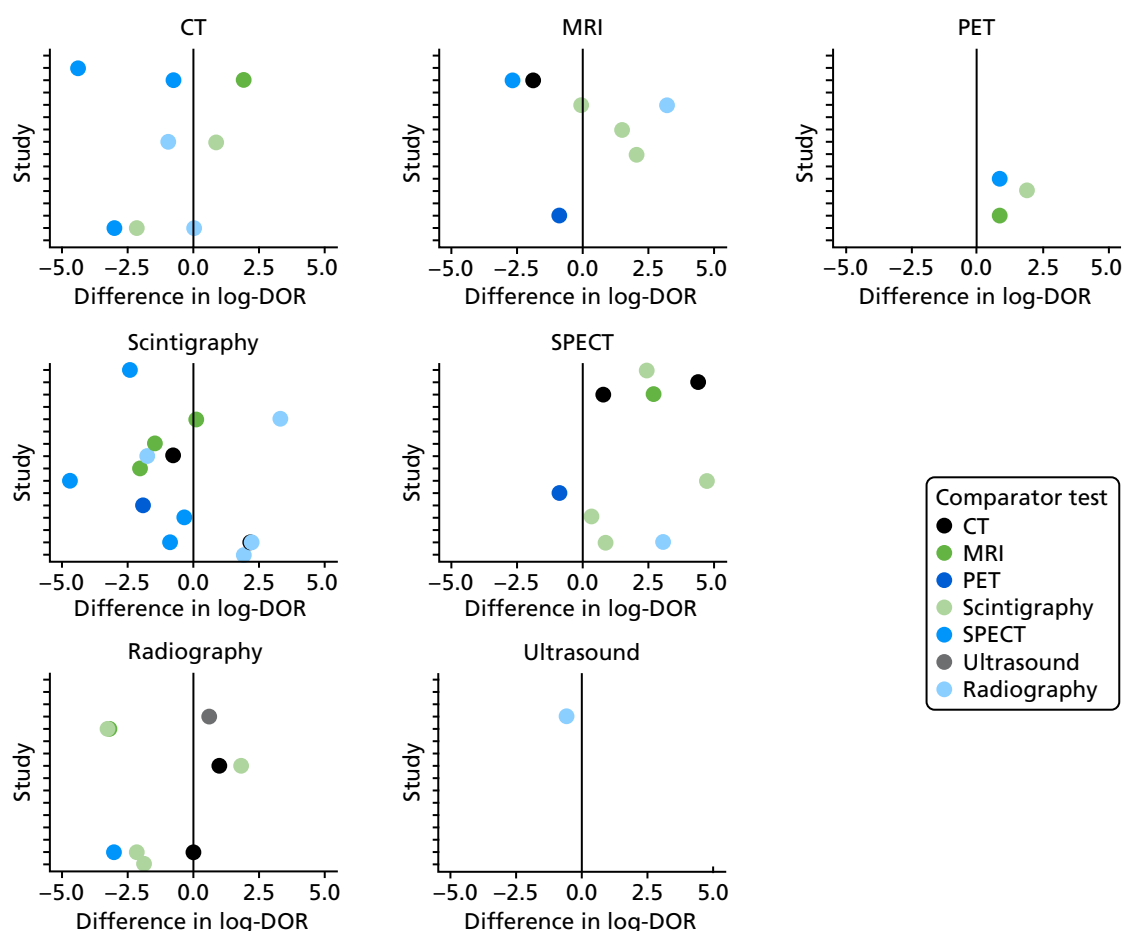 CT
Study
−5.0 −2.5 0.0 2.5 5.0
Difference in log-DOR
MRI
Study
−5.0 −2.5 0.0 2.5 5.0
Difference in log-DOR
PET
Study
−5.0 −2.5 0.0 2.5 5.0
Difference in log-DOR
Scintigraphy
Study
−5.0 −2.5 0.0 2.5 5.0
Difference in log-DOR
SPECT
Study
−5.0 −2.5 0.0 2.5 5.0
Difference in log-DOR
Comparator test
CT
MRI
PET
Scintigraphy
SPECT
Ultrasound
Radiography
Radiography
Study
−5.0 −2.5 0.0 2.5 5.0
Difference in log-DOR
Ultrasound
Study
−5.0 −2.5 0.0 2.5 5.0
Difference in log-DOR